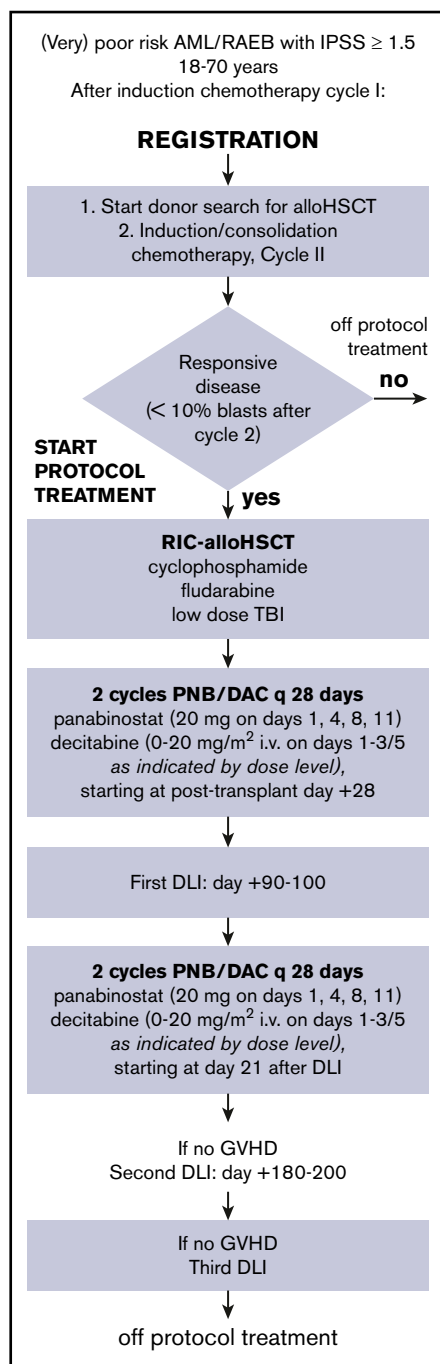 (Very) poor risk AML/RAEB with IPSS ≥ 1.5
18-70 years
After induction chemotherapy cycle I:
REGISTRATION
1. Start donor search for alloHSCT
2. Induction/consolidation
chemotherapy, Cycle II
off protocol
treatment
no
Responsive
disease
(< 10% blasts after
cycle 2)
START
PROTOCOL
TREATMENT
yes
RIC-alloHSCT
cyclophosphamide
fludarabine
low dose TBI
2 cycles PNB/DAC q 28 days
panabinostat (20 mg on days 1, 4, 8, 11)
decitabine (0-20 mg/m² i.v. on days 1-3/5
as indicated by dose level),
starting at post-transplant day +28
First DLI: day +90-100
2 cycles PNB/DAC q 28 days
panabinostat (20 mg on days 1, 4, 8, 11)
decitabine (0-20 mg/m² i.v. on days 1-3/5
as indicated by dose level),
starting at day 21 after DLI
If no GVHD
Second DLI: day +180-200
If no GVHD
Third DLI
off protocol treatment